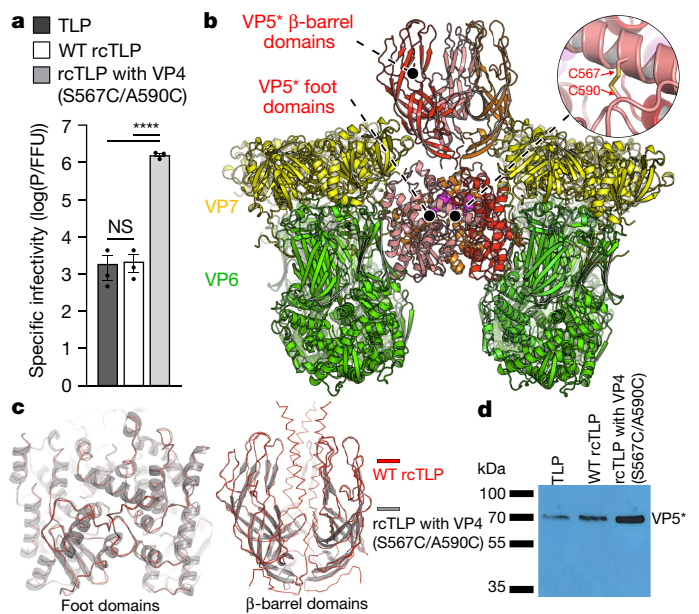 a
TLP
WT rcTLP
rcTLP with VP4
(S567C/A590C)
Specific infectivity (log(P/FFU))
7
6
5
4
3
2
1
0
****
NS
b
VP5* β-barrel
domains
VP5* foot
domains
C567
C590
VP7
VP6
c
WT rcTLP
rcTLP with VP4
(S567C/A590C)
Foot domains
β-barrel domains
d
kDa
TLP
WT rcTLP
rcTLP with VP4
(S567C/A590C)
100
70
55
35
VP5*